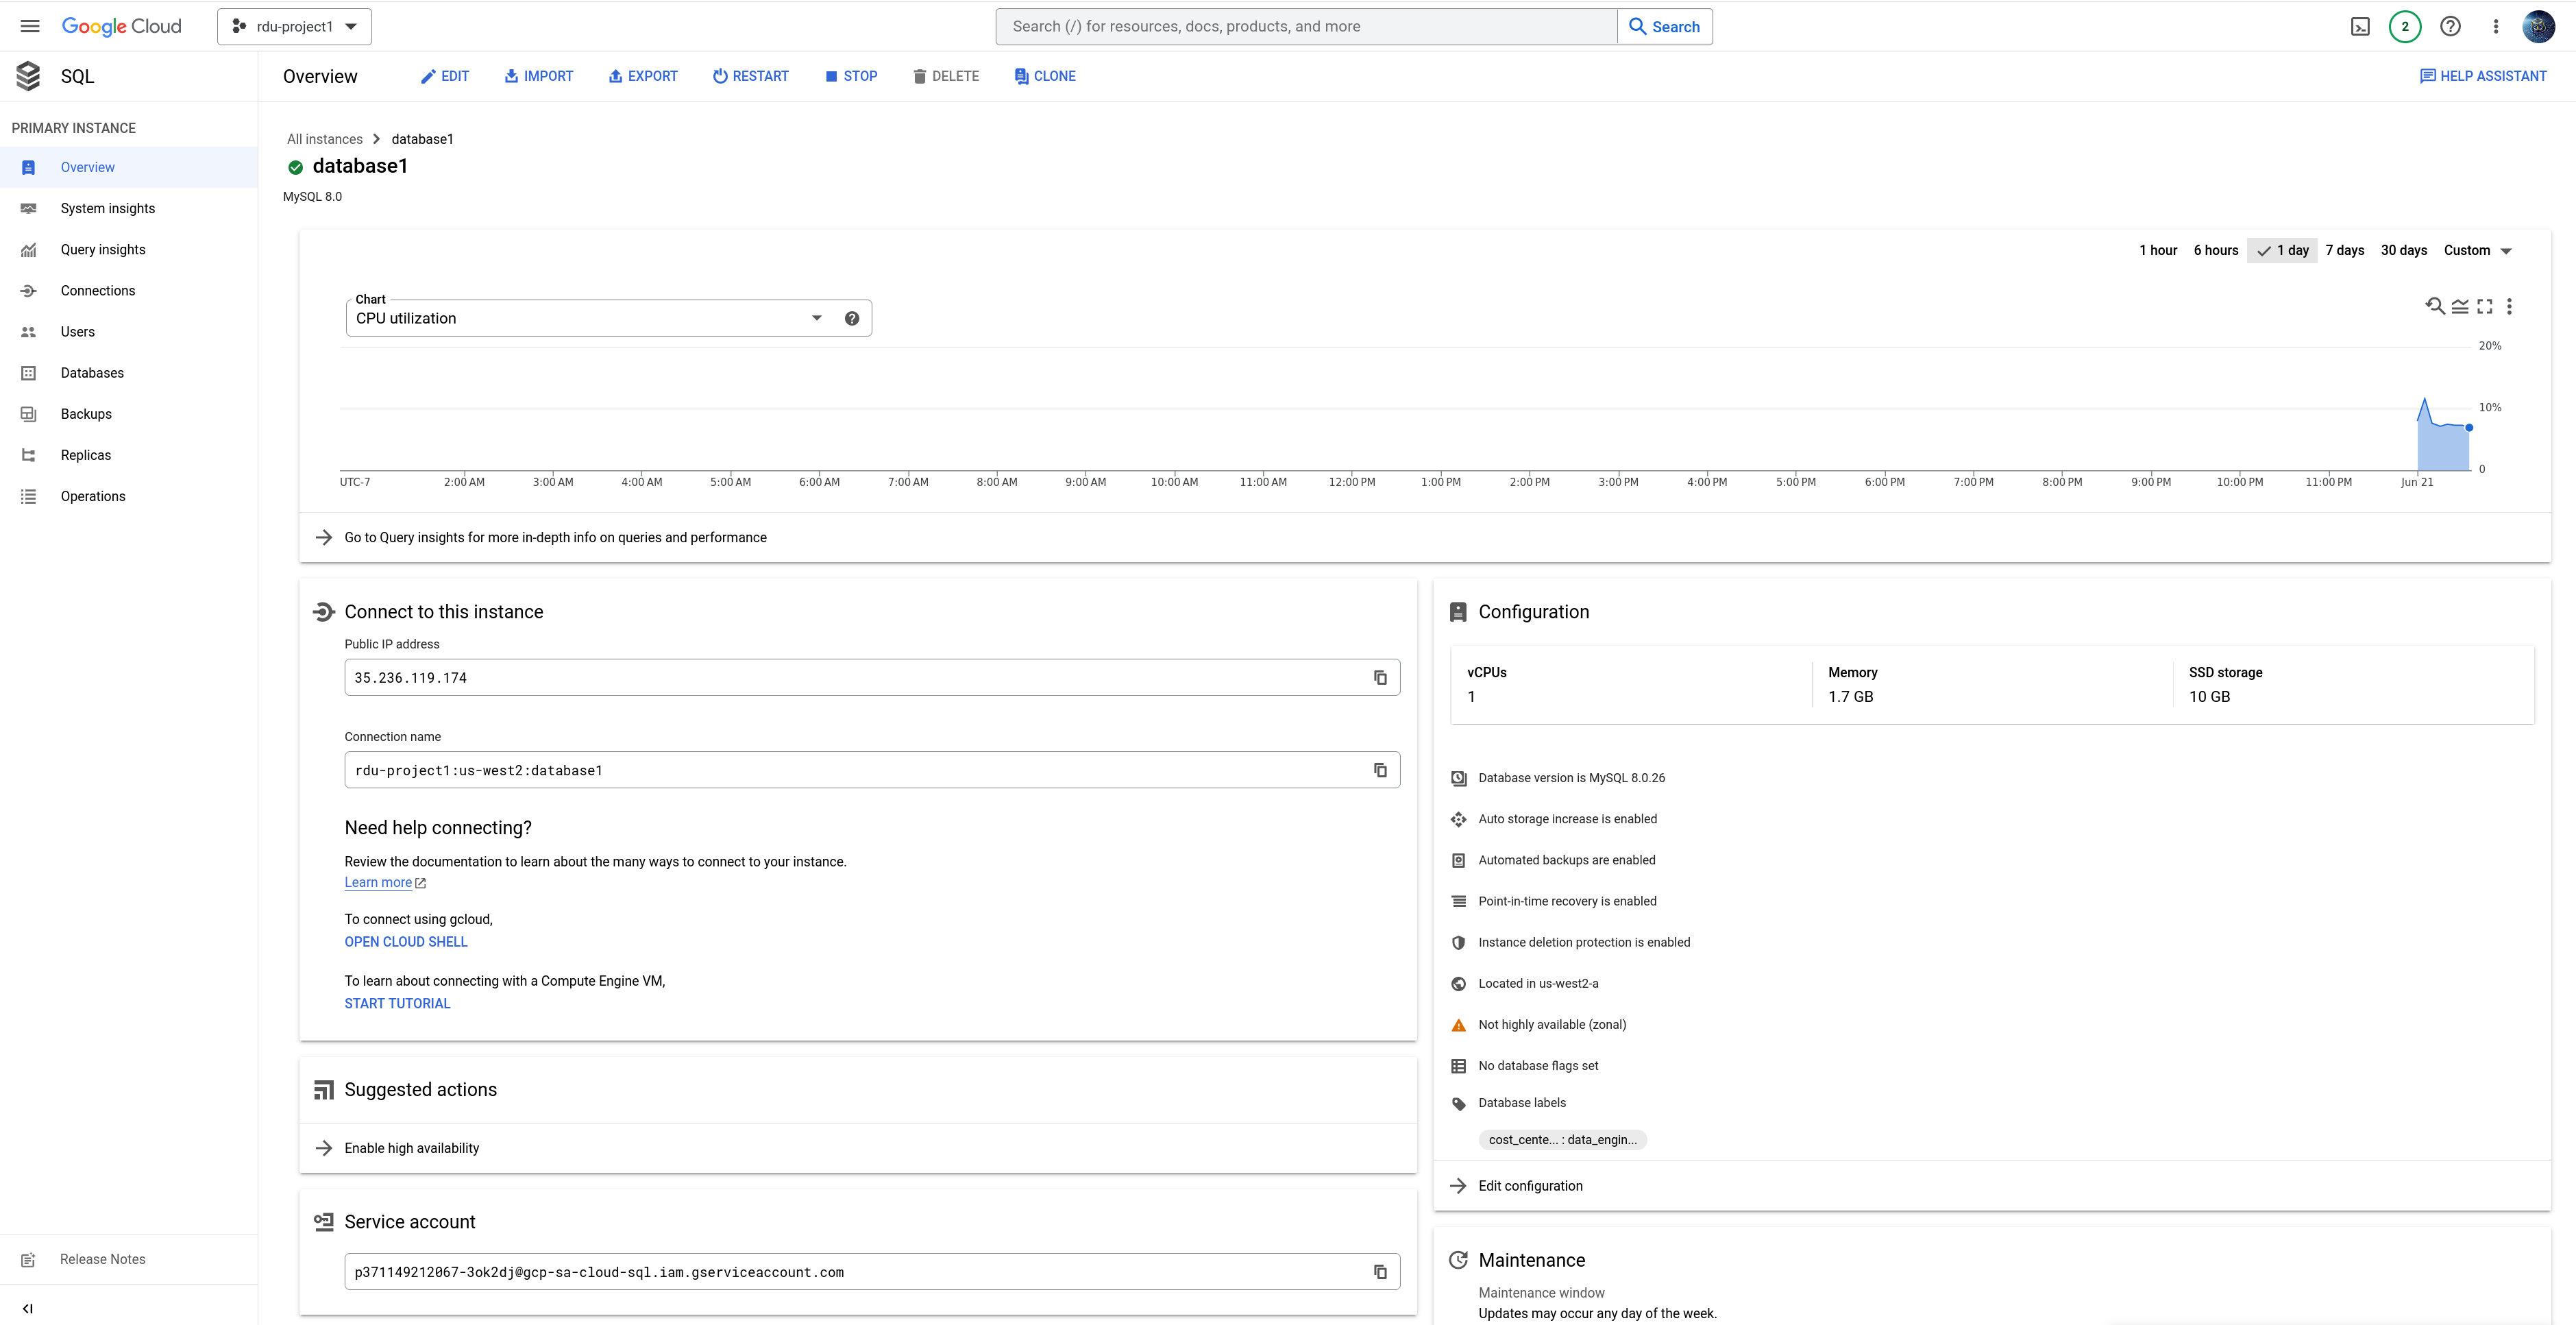 Google Cloud
rdu-project1
Search (/) for resources, docs, products, and more
Search
2
SQL
Overview
EDIT
IMPORT
EXPORT
RESTART
STOP
DELETE
CLONE
HELP ASSISTANT
PRIMARY INSTANCE
Overview
System insights
Query insights
Connections
Users
Databases
Backups
Replicas
Operations
Release Notes
All instances
database1
database1
MySQL 8.0
1 hour
6 hours
1 day
7 days
30 days
Custom
Chart
CPU utilization
20%
10%
0
UTC-7
2:00 AM
3:00 AM
4:00 AM
5:00 AM
6:00 AM
7:00 AM
8:00 AM
9:00 AM
10:00 AM
11:00 AM
12:00 PM
1:00 PM
2:00 PM
3:00 PM
4:00 PM
5:00 PM
6:00 PM
7:00 PM
8:00 PM
9:00 PM
10:00 PM
11:00 PM
Jun 21
Go to Query insights for more in-depth info on queries and performance
Connect to this instance
Public IP address
35.236.119.174
Connection name
rdu-project1:us-west2:database1
Need help connecting?
Review the documentation to learn about the many ways to connect to your instance.
Learn more
To connect using gcloud,
OPEN CLOUD SHELL
To learn about connecting with a Compute Engine VM,
START TUTORIAL
Suggested actions
Enable high availability
Service account
p371149212067-3ok2dj@gcp-sa-cloud-sql.iam.gserviceaccount.com
Configuration
vCPUs
1
Memory
1.7 GB
SSD storage
10 GB
Database version is MySQL 8.0.26
Auto storage increase is enabled
Automated backups are enabled
Point-in-time recovery is enabled
Instance deletion protection is enabled
Located in us-west2-a
Not highly available (zonal)
No database flags set
Database labels
cost_cente... : data_engin...
Edit configuration
Maintenance
Maintenance window
Updates may occur any day of the week.